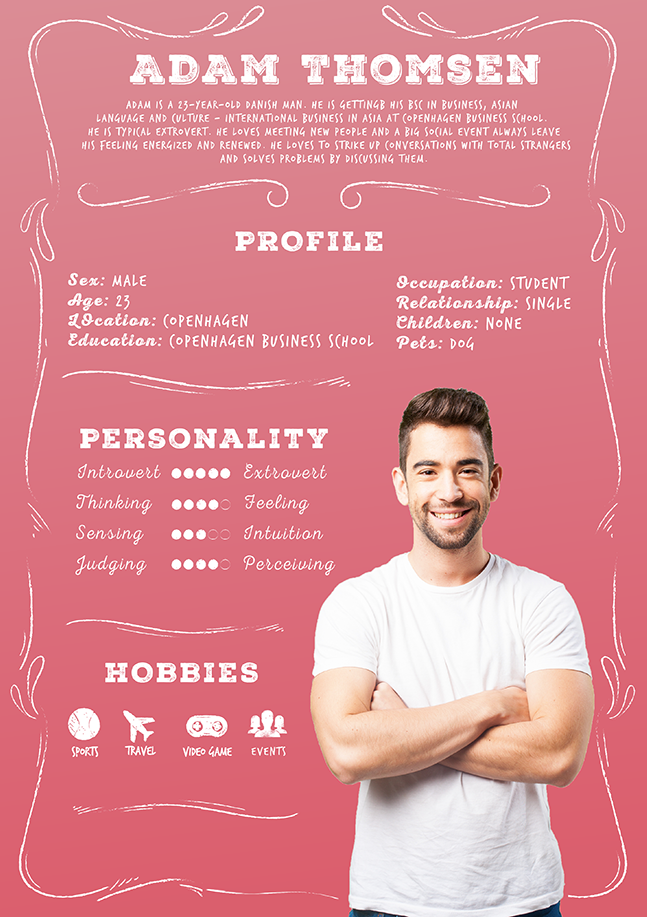 ADAM THOMSEN
ADAM IS A 23-YEAR-OLD DANISH MAN. HE IS GETTINGB HIS BSC IN BUSINESS, ASIAN
LANGUAGE AND CULTURE - INTERNATIONAL BUSINESS IN ASIA AT COPENHAGEN BUSINESS SCHOOL.
HE IS TYPICAL EXTROVERT. HE LOVES MEETING NEW PEOPLE AND A BIG SOCIAL EVENT ALWAYS LEAVE
HIS FEELING ENERGIZED AND RENEWED. HE LOVES TO STRIKE UP CONVERSATIONS WITH TOTAL STRANGERS
AND SOLVES PROBLEMS BY DISCUSSING THEM.
PROFILE
Sex: MALE
Age: 23
LOcation: COPENHAGEN
Education: COPENHAGEN BUSINESS SCHOOL
Occupation: STUDENT
Relationship: SINGLE
Children: NONE
Pets: DOG
PERSONALITY
Introvert Extrovert
Thinking Feeling
Sensing Intuition
Judging Perceiving
HOBBIES
SPORTS TRAVEL VIDEO GAME EVENTS